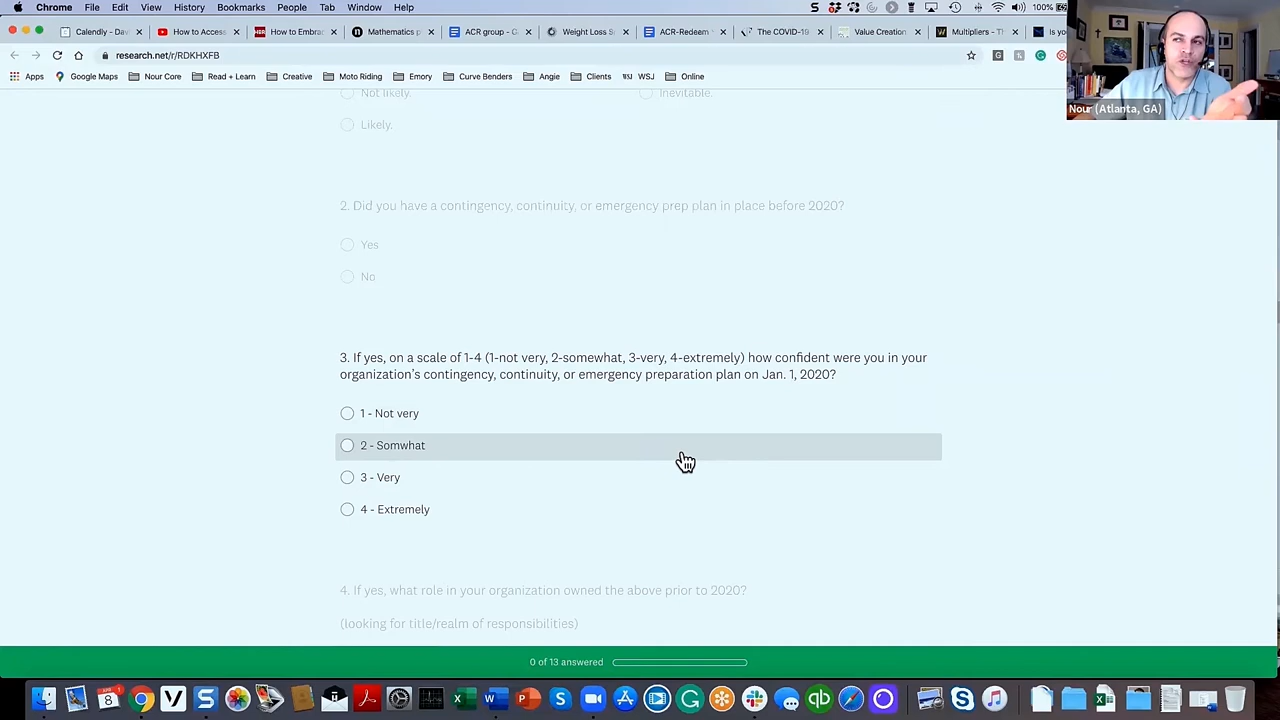 Chrome File Edit View History Bookmarks People Tab Window Help 100%
Calendly - Dav How to Access HBR How to Embrac Mathematics p ACR group - G Weight Loss S ACR-Redeem The COVID-19 Value Creation Multipliers - Th Is yo
research.net/r/RDKHXFB
Apps Google Maps Nour Core Read + Learn Creative Moto Riding Emory Curve Benders Angie Clients WSJ WSJ Online
Nour (Atlanta, GA)
Not likely. Inevitable.
Likely.
2. Did you have a contingency, continuity, or emergency prep plan in place before 2020?
Yes
No
3. If yes, on a scale of 1-4 (1-not very, 2-somewhat, 3-very, 4-extremely) how confident were you in your
organization's contingency, continuity, or emergency preparation plan on Jan. 1, 2020?
1 - Not very
2 - Somwhat
3 - Very
4 - Extremely
4. If yes, what role in your organization owned the above prior to 2020?
(looking for title/realm of responsibilities)
0 of 13 answered